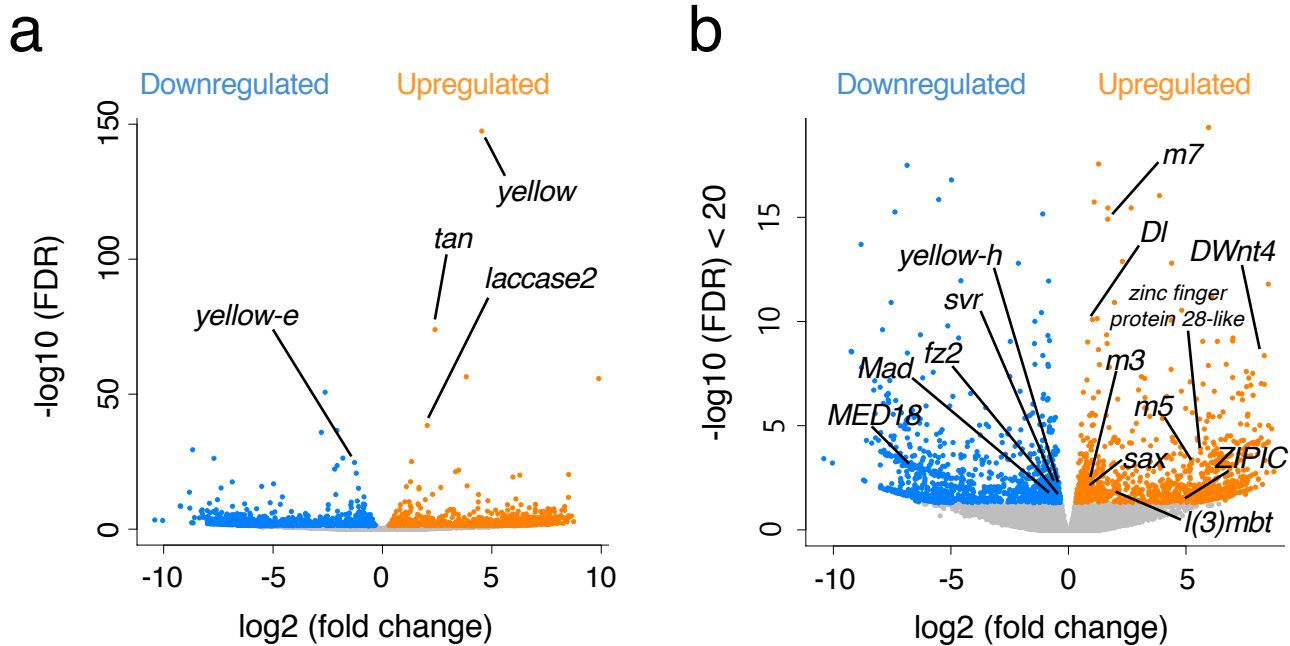 a
Downregulated
Upregulated
-log10 (FDR)
150
100
50
0
yellow
tan
laccase2
yellow-e
-10
-5
0
5
10
log2 (fold change)
b
Downregulated
Upregulated
-log10 (FDR) < 20
15
10
5
0
m7
Dl
DWnt4
yellow-h
zinc finger
protein 28-like
svr
fz2
m3
Mad
MED18
m5
sax
ZIPIC
l(3)mbt
-10
-5
0
5
log2 (fold change)